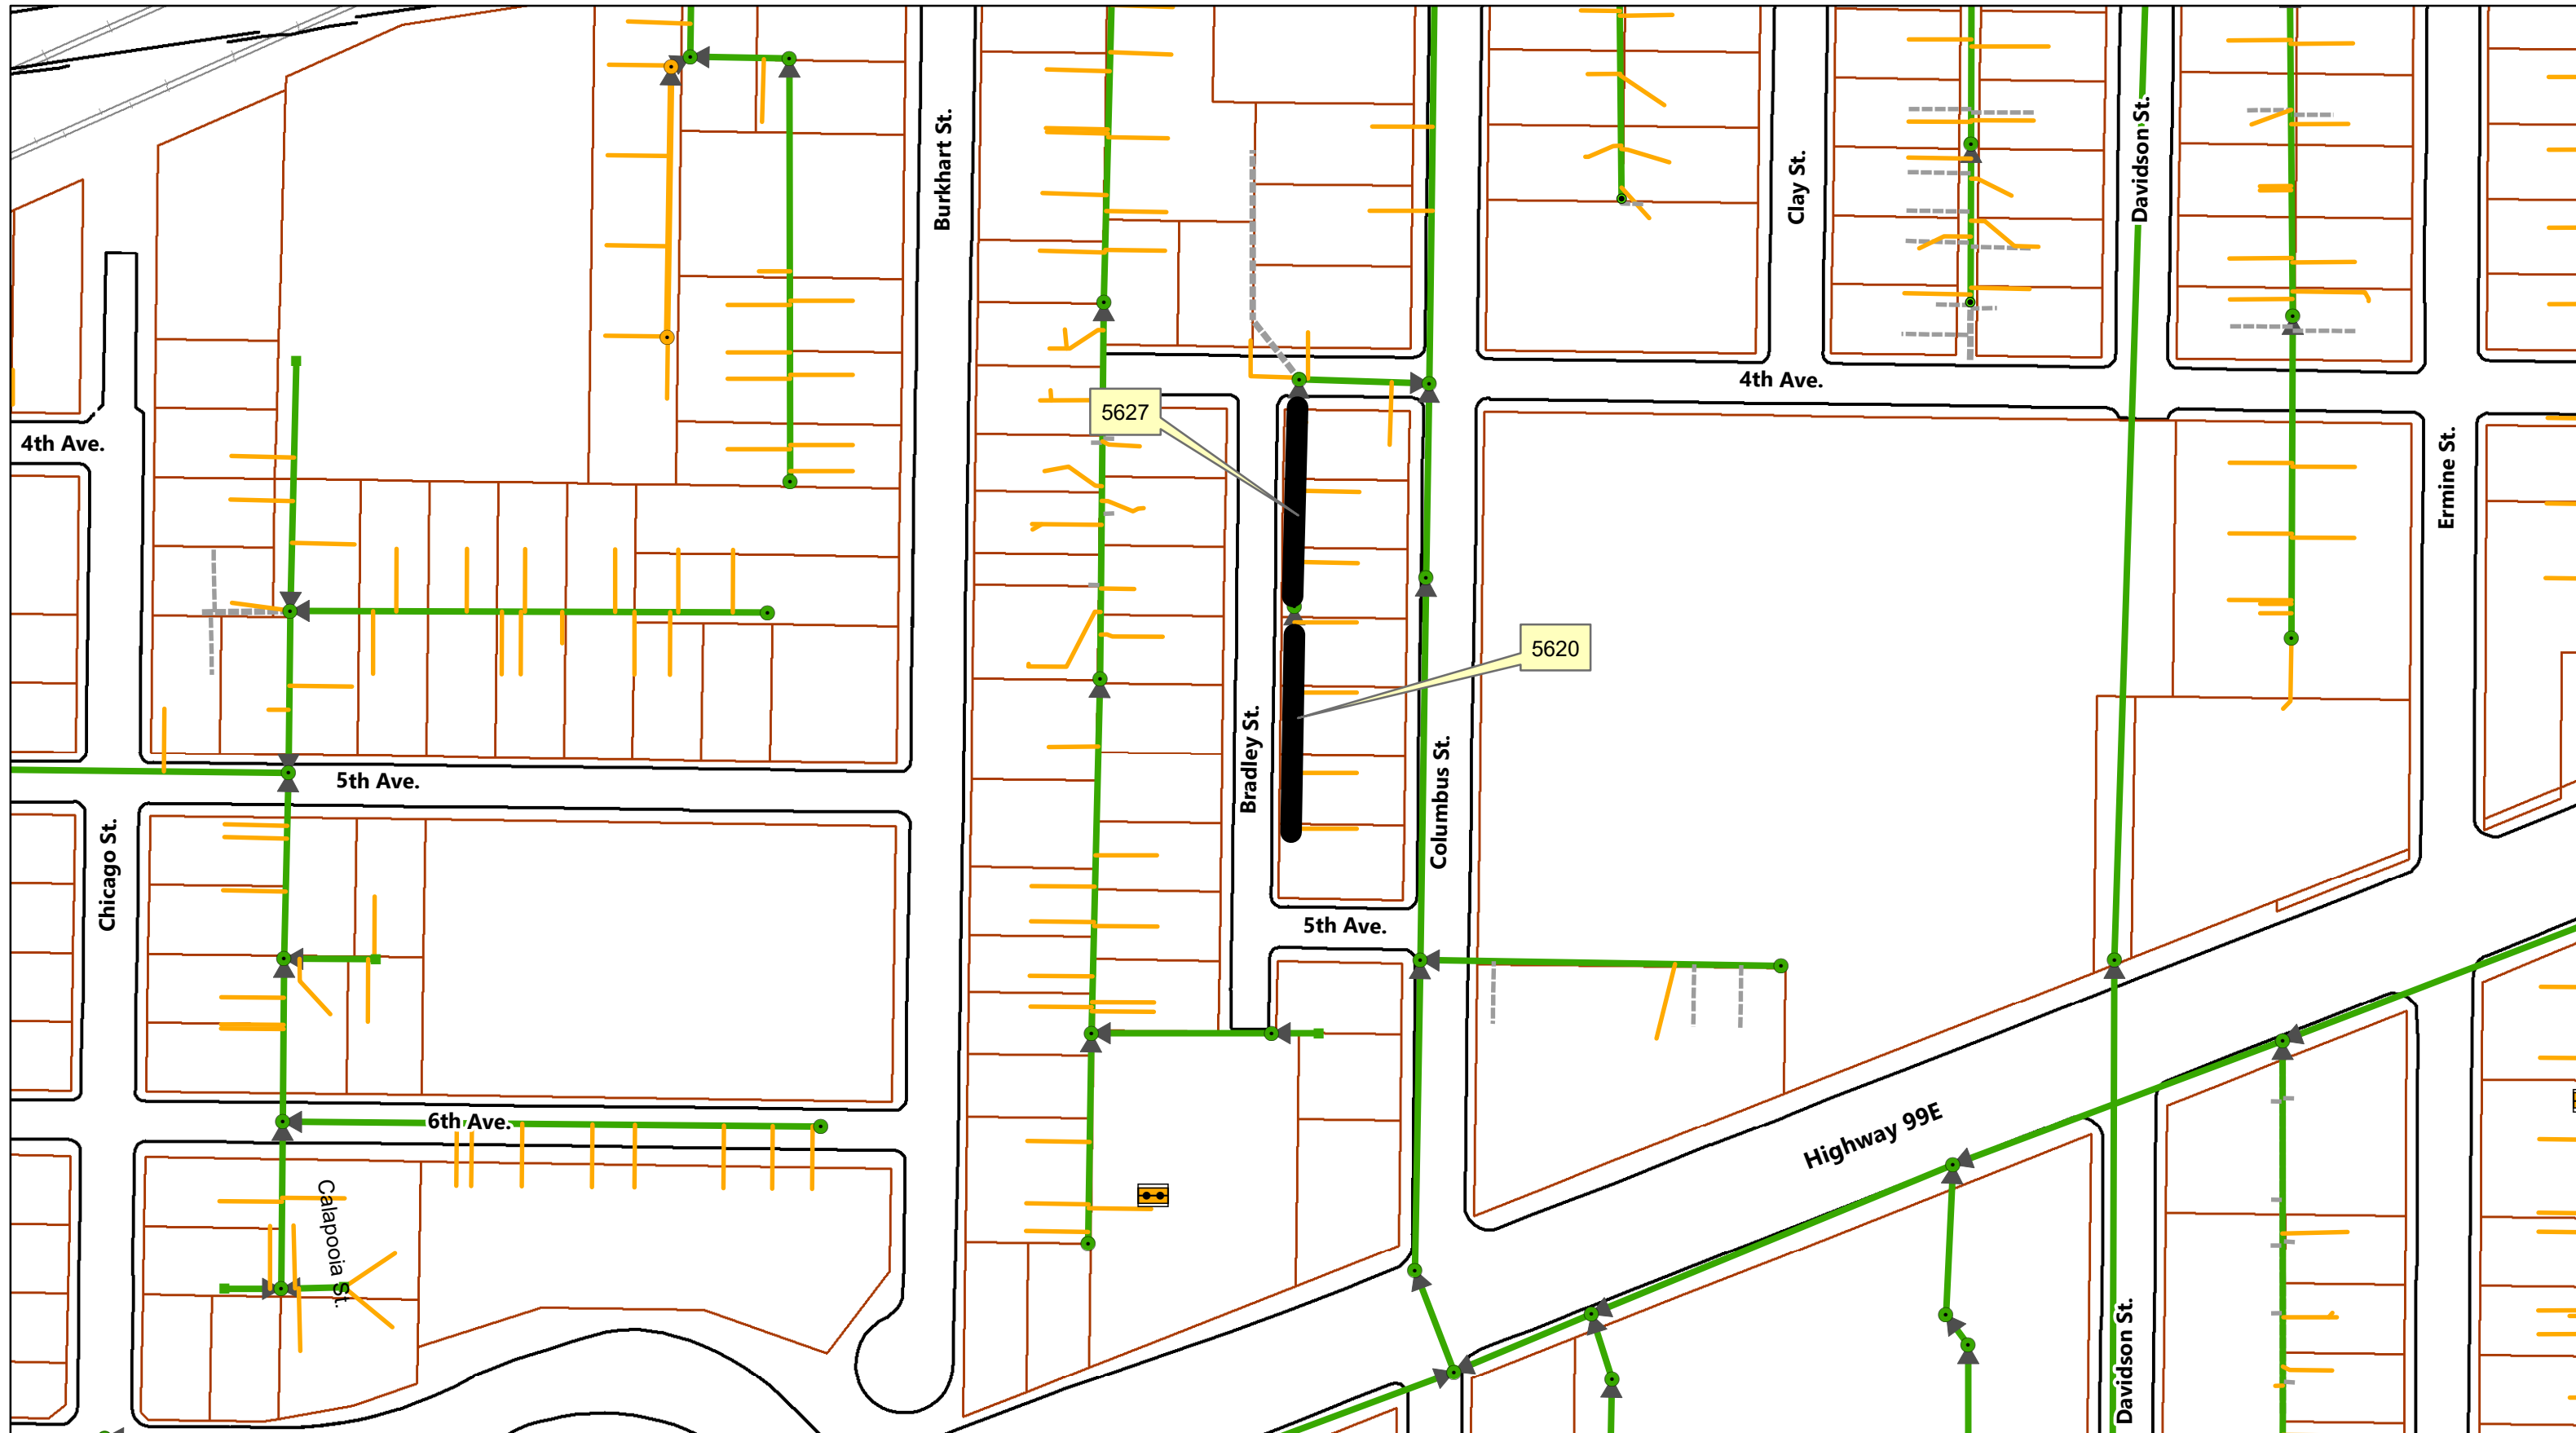 Burkhart St.
Clay St.
Davidson St.
4th Ave.
5627
4th Ave.
Ermine St.
5620
Bradley St.
Columbus St.
5th Ave.
Chicago St.
5th Ave.
6th Ave.
Highway 99E
Calapooia St.
Davidson St.